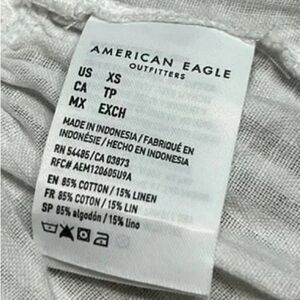 AMERICAN EAGLE
OUTFITTERS
US XS
CA TP
MX EXCH
MADE IN INDONESIA / FABRIQUÉ EN
INDONÉSIE / HECHO EN INDONESIA
RN 54485/CA 03873
RFC# AEM120605U9A
EN 85% COTTON / 15% LINEN
FR 85% COTON / 15% LIN
SP 85% algodón / 15% lino